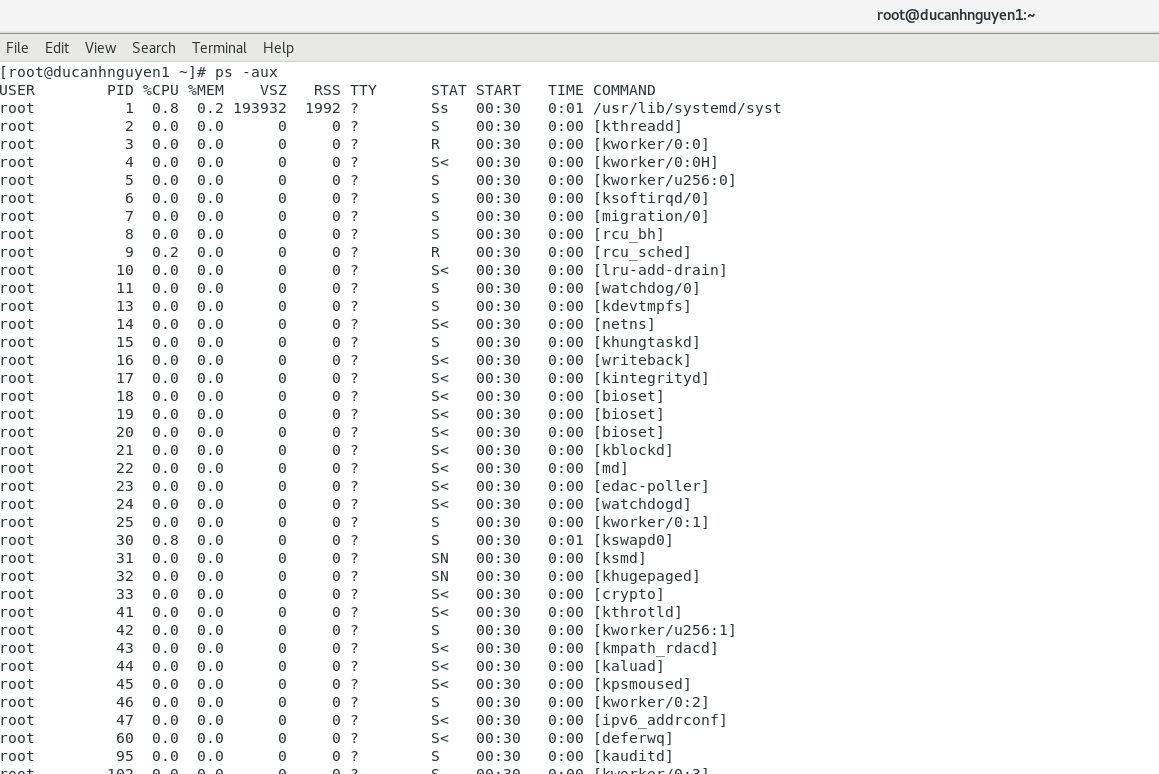 root@ducanhnguyen1:~
File Edit View Search Terminal Help
[root@ducanhnguyen1 ~]# ps -aux
USER PID %CPU %MEM VSZ RSS TTY STAT START TIME COMMAND
root 1 0.8 0.2 193932 1992 ? Ss 00:30 0:01 /usr/lib/systemd/syst
root 2 0.0 0.0 0 0 ? S 00:30 0:00 [kthreadd]
root 3 0.0 0.0 0 0 ? R 00:30 0:00 [kworker/0:0]
root 4 0.0 0.0 0 0 ? S< 00:30 0:00 [kworker/0:0H]
root 5 0.0 0.0 0 0 ? S 00:30 0:00 [kworker/u256:0]
root 6 0.0 0.0 0 0 ? S 00:30 0:00 [ksoftirqd/0]
root 7 0.0 0.0 0 0 ? S 00:30 0:00 [migration/0]
root 8 0.0 0.0 0 0 ? S 00:30 0:00 [rcu_bh]
root 9 0.2 0.0 0 0 ? R 00:30 0:00 [rcu_sched]
root 10 0.0 0.0 0 0 ? S< 00:30 0:00 [lru-add-drain]
root 11 0.0 0.0 0 0 ? S 00:30 0:00 [watchdog/0]
root 13 0.0 0.0 0 0 ? S 00:30 0:00 [kdevtmpfs]
root 14 0.0 0.0 0 0 ? S< 00:30 0:00 [netns]
root 15 0.0 0.0 0 0 ? S 00:30 0:00 [khungtaskd]
root 16 0.0 0.0 0 0 ? S< 00:30 0:00 [writeback]
root 17 0.0 0.0 0 0 ? S< 00:30 0:00 [kintegrityd]
root 18 0.0 0.0 0 0 ? S< 00:30 0:00 [bioset]
root 19 0.0 0.0 0 0 ? S< 00:30 0:00 [bioset]
root 20 0.0 0.0 0 0 ? S< 00:30 0:00 [bioset]
root 21 0.0 0.0 0 0 ? S< 00:30 0:00 [kblockd]
root 22 0.0 0.0 0 0 ? S< 00:30 0:00 [md]
root 23 0.0 0.0 0 0 ? S< 00:30 0:00 [edac-poller]
root 24 0.0 0.0 0 0 ? S< 00:30 0:00 [watchdogd]
root 25 0.0 0.0 0 0 ? S 00:30 0:00 [kworker/0:1]
root 30 0.8 0.0 0 0 ? S 00:30 0:01 [kswapd0]
root 31 0.0 0.0 0 0 ? SN 00:30 0:00 [ksmd]
root 32 0.0 0.0 0 0 ? SN 00:30 0:00 [khugepaged]
root 33 0.0 0.0 0 0 ? S< 00:30 0:00 [crypto]
root 41 0.0 0.0 0 0 ? S< 00:30 0:00 [kthrotld]
root 42 0.0 0.0 0 0 ? S 00:30 0:00 [kworker/u256:1]
root 43 0.0 0.0 0 0 ? S< 00:30 0:00 [kmpath_rdacd]
root 44 0.0 0.0 0 0 ? S< 00:30 0:00 [kaluad]
root 45 0.0 0.0 0 0 ? S< 00:30 0:00 [kpsmoused]
root 46 0.0 0.0 0 0 ? S 00:30 0:00 [kworker/0:2]
root 47 0.0 0.0 0 0 ? S< 00:30 0:00 [ipv6_addrconf]
root 60 0.0 0.0 0 0 ? S< 00:30 0:00 [deferwq]
root 95 0.0 0.0 0 0 ? S 00:30 0:00 [kauditd]
root 102 0.0 0.0 0 0 ? S 00:30 0:00 [kworker/0:3]